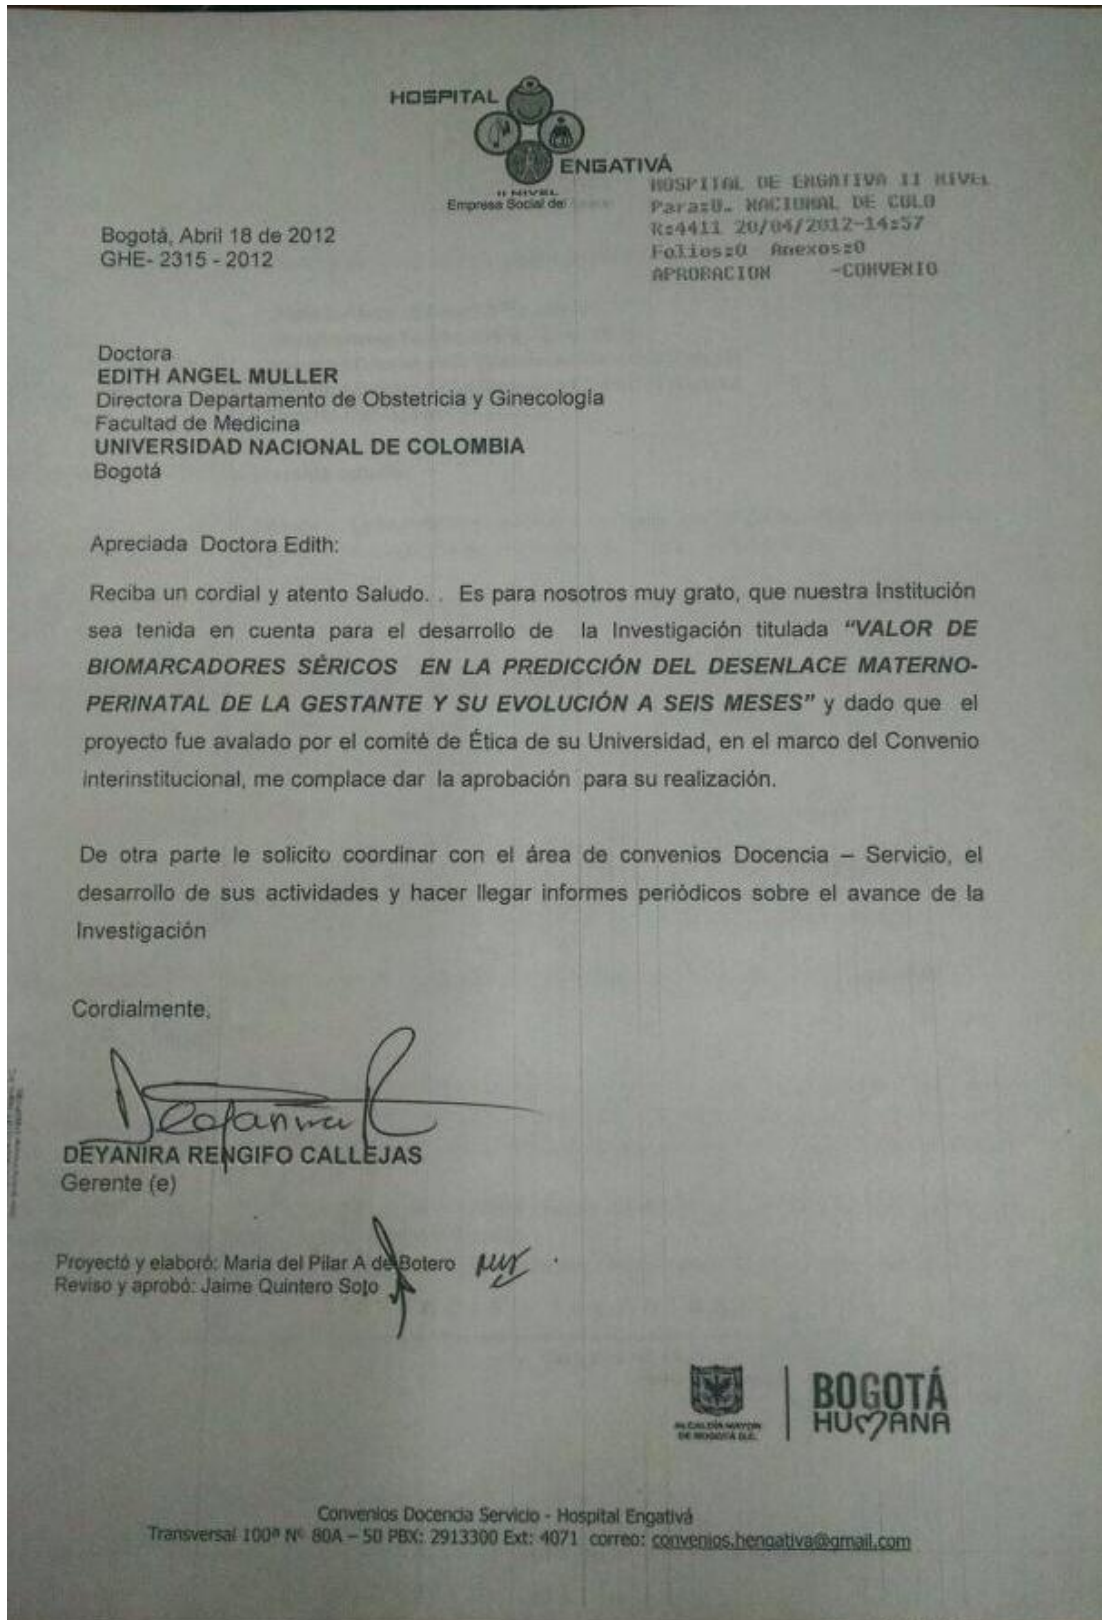 HOSPITAL
ENGATIVÁ
II NIVEL
Empresa Social del
HOSPITAL DE ENGATIVA II NIVEL
Para:U. NACIONAL DE COLO
R:4411 20/04/2012-14:57
Folios:0 Anexos:0
APROBACION -CONVENIO
Bogotá, Abril 18 de 2012
GHE- 2315 - 2012
Doctora
EDITH ANGEL MULLER
Directora Departamento de Obstetricia y Ginecología
Facultad de Medicina
UNIVERSIDAD NACIONAL DE COLOMBIA
Bogotá
Apreciada Doctora Edith:
Reciba un cordial y atento Saludo. . Es para nosotros muy grato, que nuestra Institución
sea tenida en cuenta para el desarrollo de la Investigación titulada "VALOR DE
BIOMARCADORES SÉRICOS EN LA PREDICCIÓN DEL DESENLACE MATERNO-
PERINATAL DE LA GESTANTE Y SU EVOLUCIÓN A SEIS MESES" y dado que el
proyecto fue avalado por el comité de Ética de su Universidad, en el marco del Convenio
interinstitucional, me complace dar la aprobación para su realización.
De otra parte le solicito coordinar con el área de convenios Docencia – Servicio, el
desarrollo de sus actividades y hacer llegar informes periódicos sobre el avance de la
Investigación
Cordialmente,
Deyanira R
DEYANIRA RENGIFO CALLEJAS
Gerente (e)
Proyectó y elaboró: Maria del Pilar A de Botero
Reviso y aprobó: Jaime Quintero Soto
ALCALDÍA MAYOR
DE BOGOTÁ D.C.
BOGOTÁ
HUMANA
Convenios Docencia Servicio - Hospital Engativá
Transversal 100ª Nº 80A – 50 PBX: 2913300 Ext: 4071 correo: convenios.hengativa@gmail.com